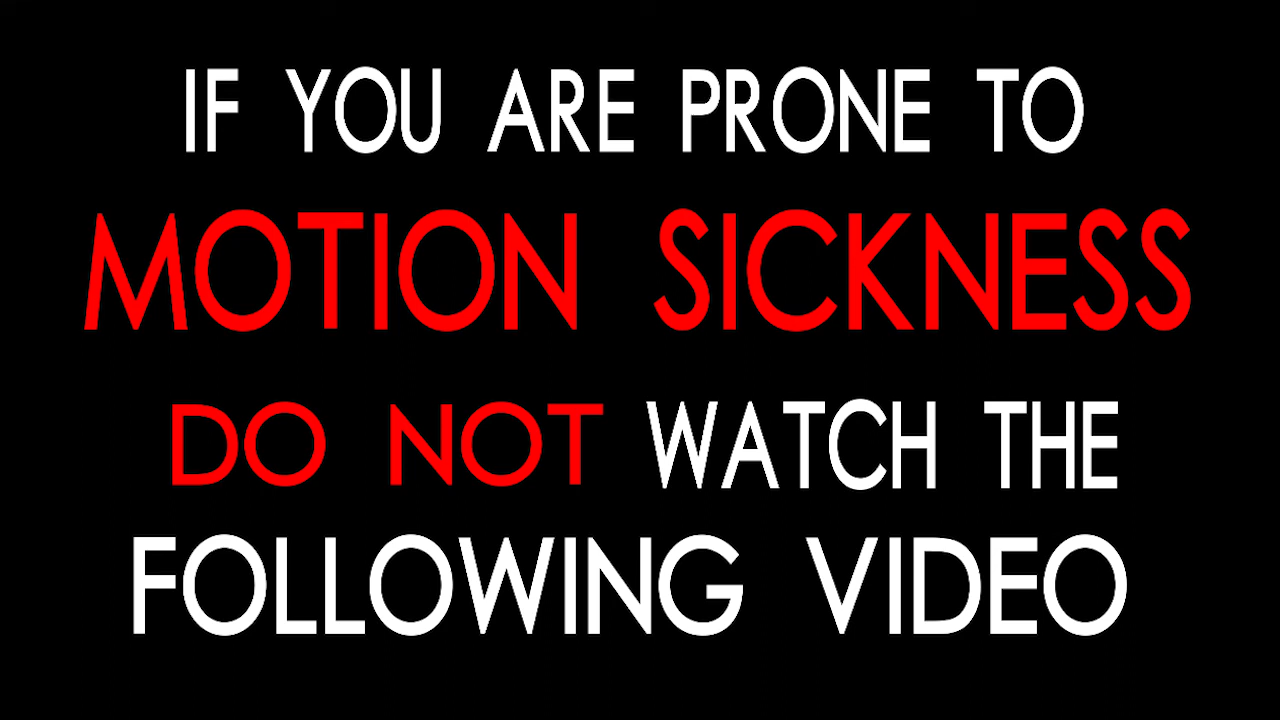 IF YOU ARE PRONE TO
MOTION SICKNESS
DO NOT WATCH THE
FOLLOWING VIDEO